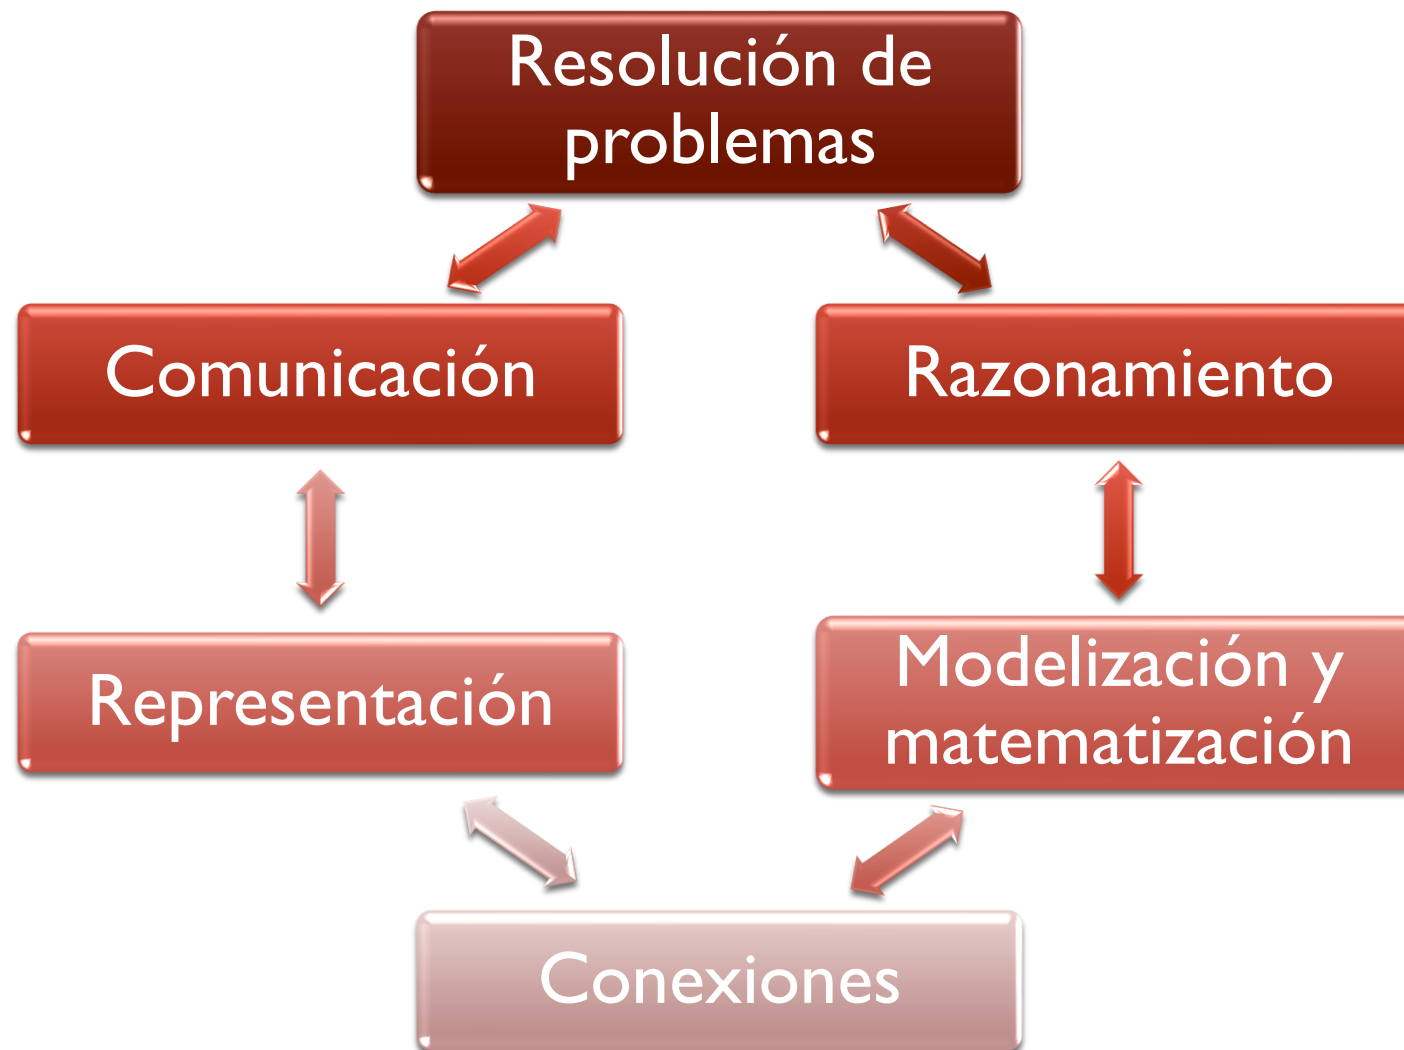 Resolución de
problemas
Comunicación
Razonamiento
Representación
Modelización y
matematización
Conexiones